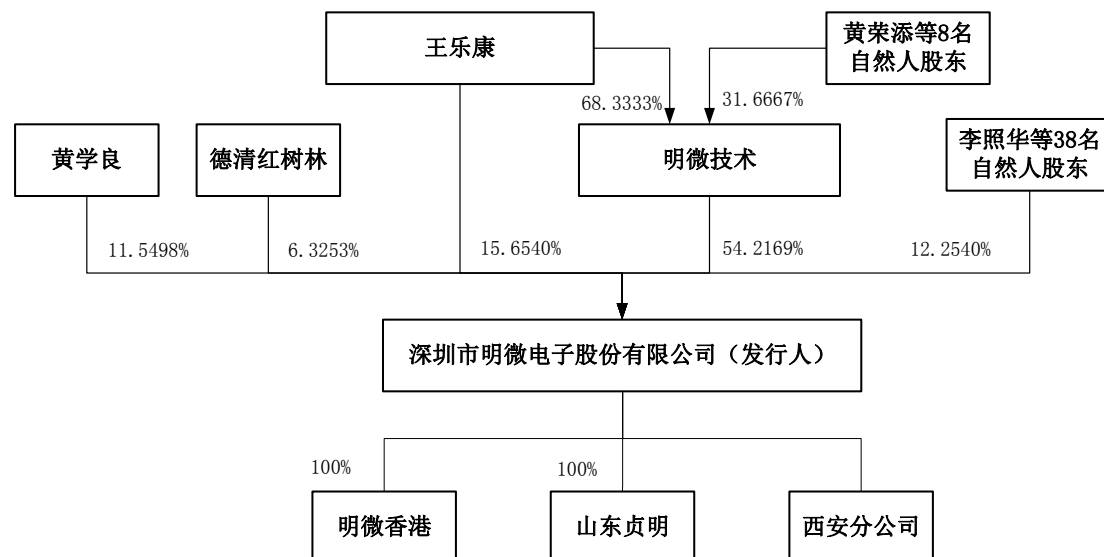 王乐康
黄荣添等8名
自然人股东
68.3333%
31.6667%
黄学良
德清红树林
明微技术
李照华等38名
自然人股东
11.5498%
6.3253%
15.6540%
54.2169%
12.2540%
深圳市明微电子股份有限公司（发行人）
100%
100%
明微香港
山东贞明
西安分公司